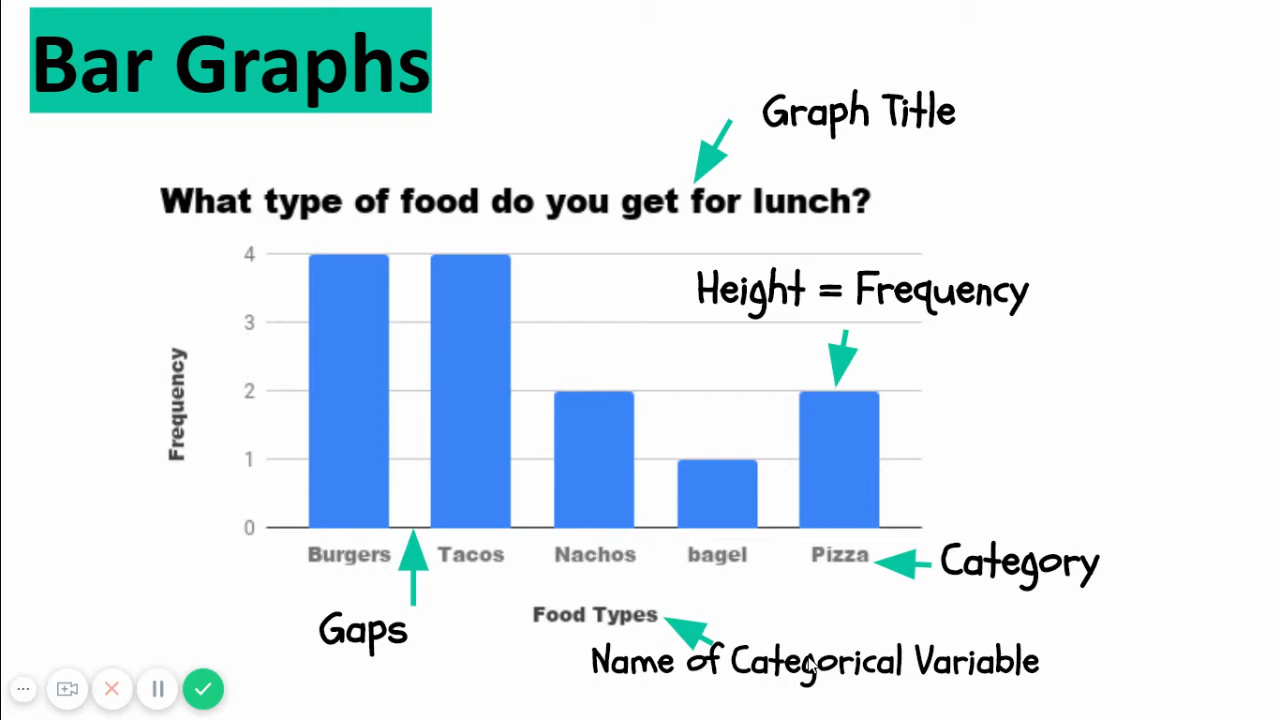 Bar Graphs
Graph Title
What type of food do you get for lunch?
4
Height = Frequency
3
Frequency
2
1
0
Burgers Tacos Nachos bagel Pizza
Category
Food Types
Gaps
Name of Categorical Variable